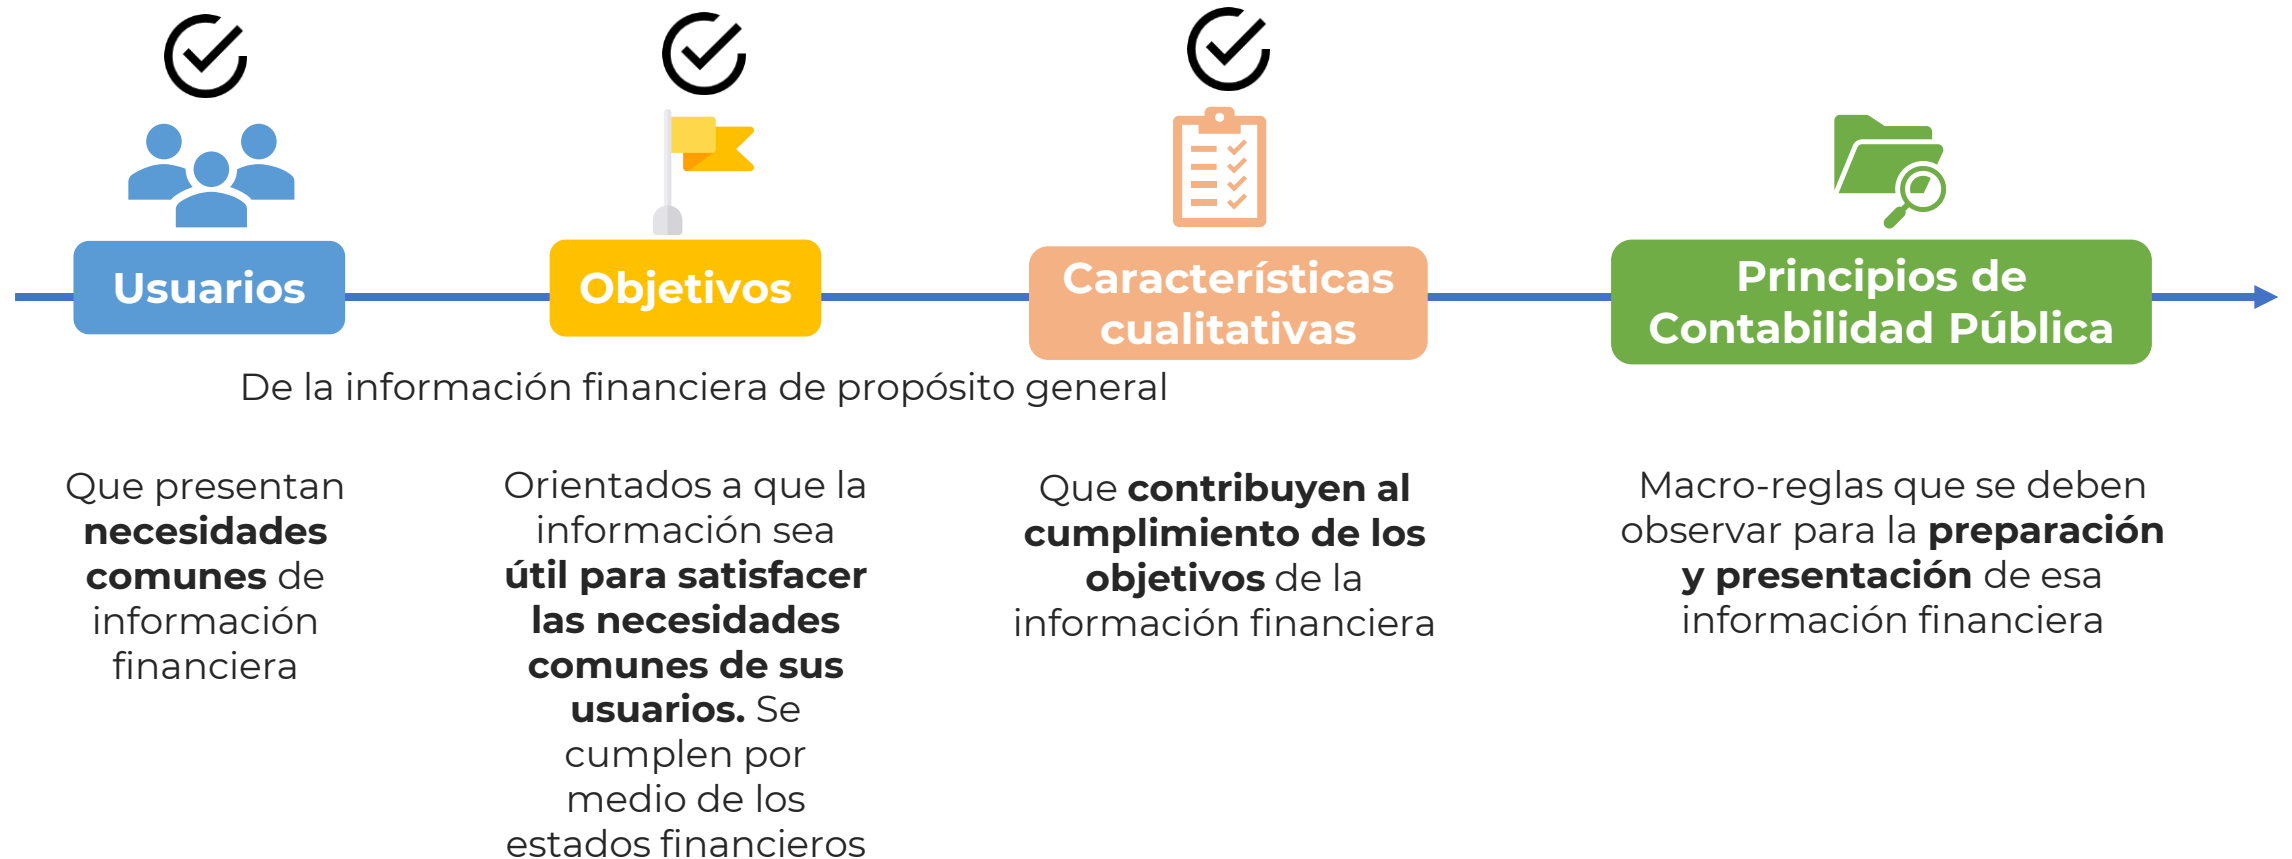 Usuarios
Objetivos
Características
cualitativas
Principios de
Contabilidad Pública
De la información financiera de propósito general
Que presentan
necesidades
comunes de
información
financiera
Orientados a que la
información sea
útil para satisfacer
las necesidades
comunes de sus
usuarios. Se
cumplen por
medio de los
estados financieros
Que contribuyen al
cumplimiento de los
objetivos de la
información financiera
Macro-reglas que se deben
observar para la preparación
y presentación de esa
información financiera